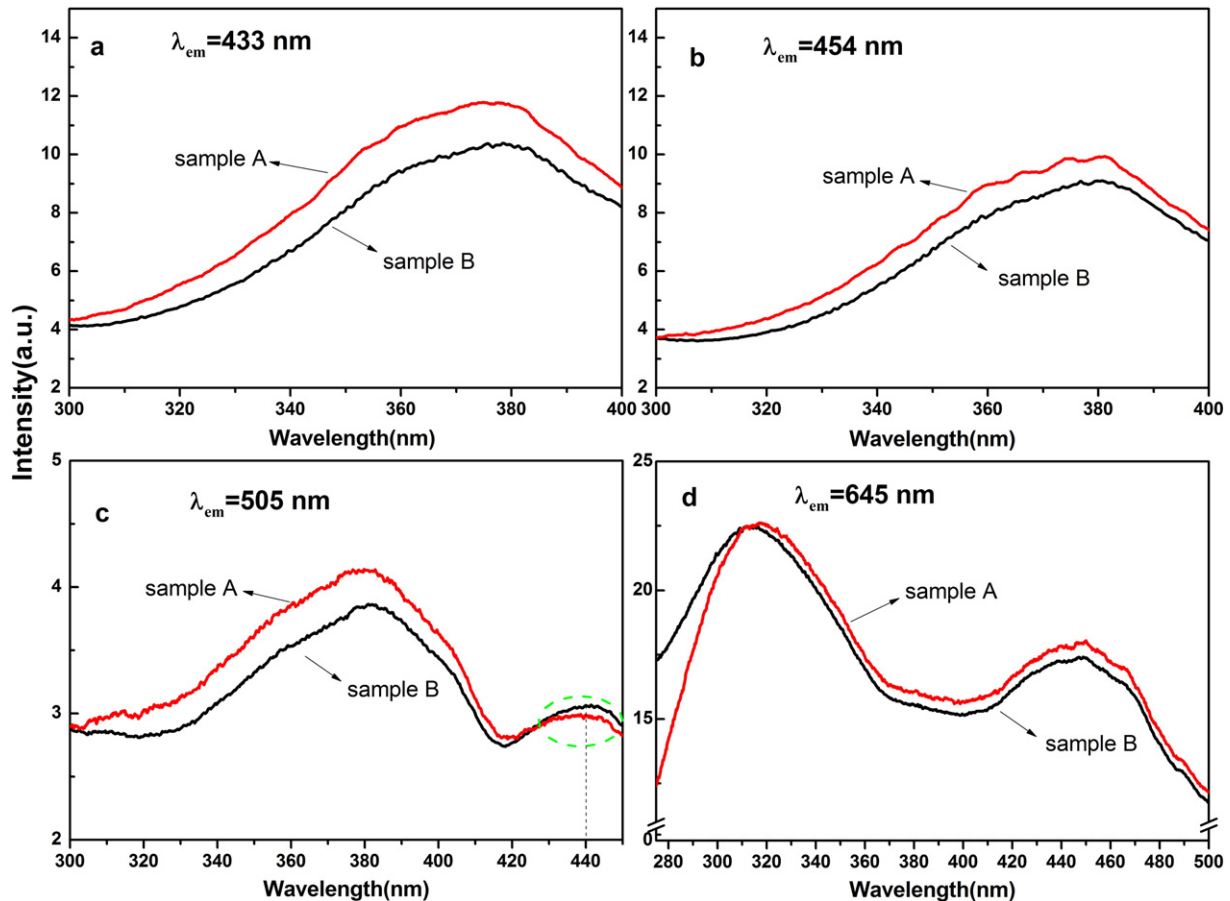 a
λem=433 nm
sample A
sample B
14
12
10
8
6
4
2
300
320
340
360
380
400
Wavelength(nm)
b
λem=454 nm
sample A
sample B
14
12
10
8
6
4
2
300
320
340
360
380
400
Wavelength(nm)
Intensity(a.u.)
c
λem=505 nm
sample A
sample B
5
4
3
2
300
320
340
360
380
400
420
440
Wavelength(nm)
d
λem=645 nm
sample A
sample B
25
20
15
0
275
300
320
340
360
380
400
420
440
460
480
500
Wavelength(nm)